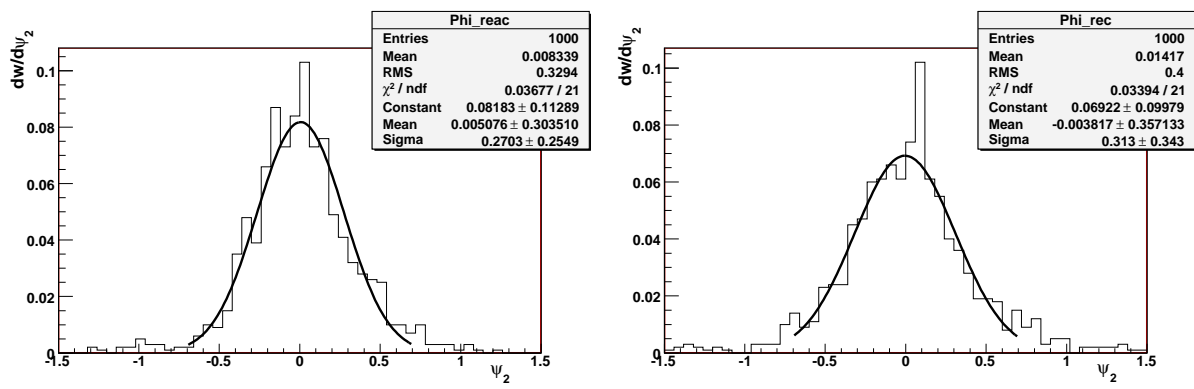 Phi_reac
Entries 1000
Mean 0.008339
RMS 0.3294
χ² / ndf 0.03677 / 21
Constant 0.08183 ± 0.11289
Mean 0.005076 ± 0.303510
Sigma 0.2703 ± 0.2549
dw/dψ_2
0.1
0.08
0.06
0.04
0.02
0
-1.5 -1 -0.5 0 0.5 1 1.5
ψ_2
Phi_rec
Entries 1000
Mean 0.01417
RMS 0.4
χ² / ndf 0.03394 / 21
Constant 0.06922 ± 0.09979
Mean -0.003817 ± 0.357133
Sigma 0.313 ± 0.343
dw/dψ_2
0.1
0.08
0.06
0.04
0.02
0
-1.5 -1 -0.5 0 0.5 1 1.5
ψ_2